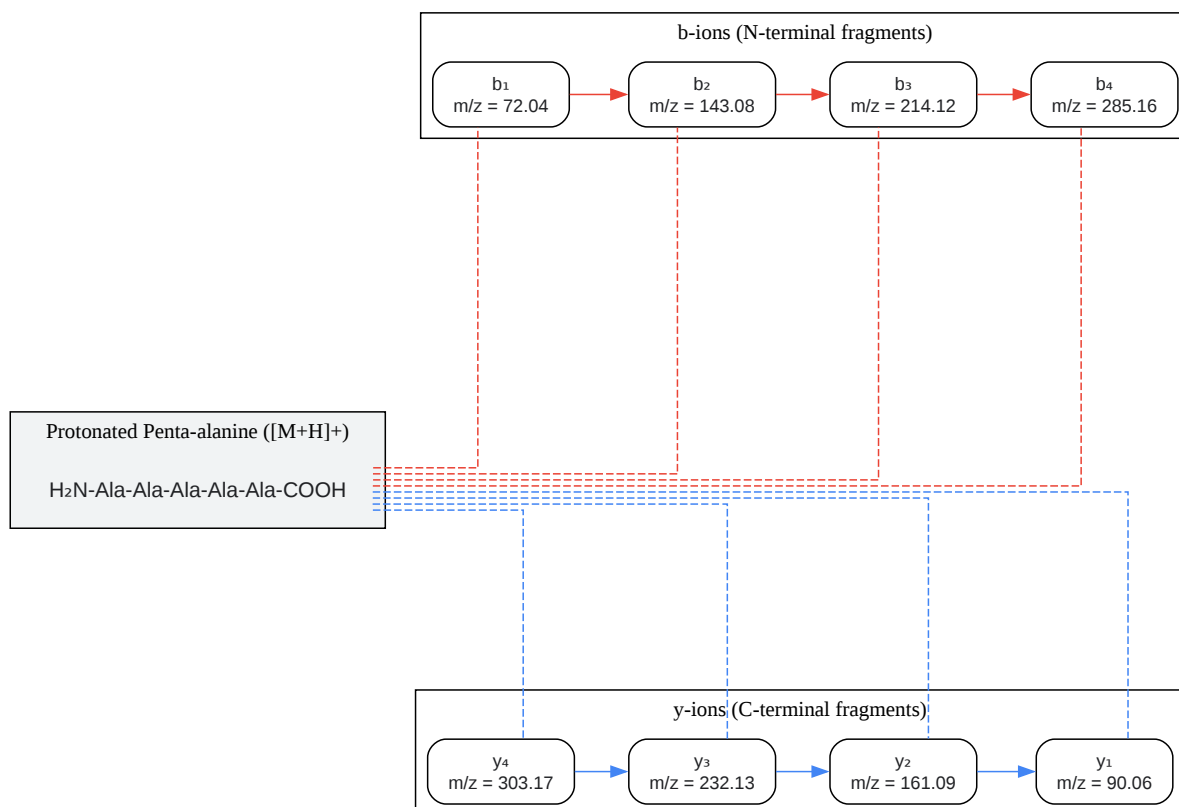 b-ions (N-terminal fragments)
b₁
m/z = 72.04
b₂
m/z = 143.08
b₃
m/z = 214.12
b₄
m/z = 285.16
Protonated Penta-alanine ([M+H]+)
H₂N-Ala-Ala-Ala-Ala-Ala-COOH
y-ions (C-terminal fragments)
y₄
m/z = 303.17
y₃
m/z = 232.13
y₂
m/z = 161.09
y₁
m/z = 90.06